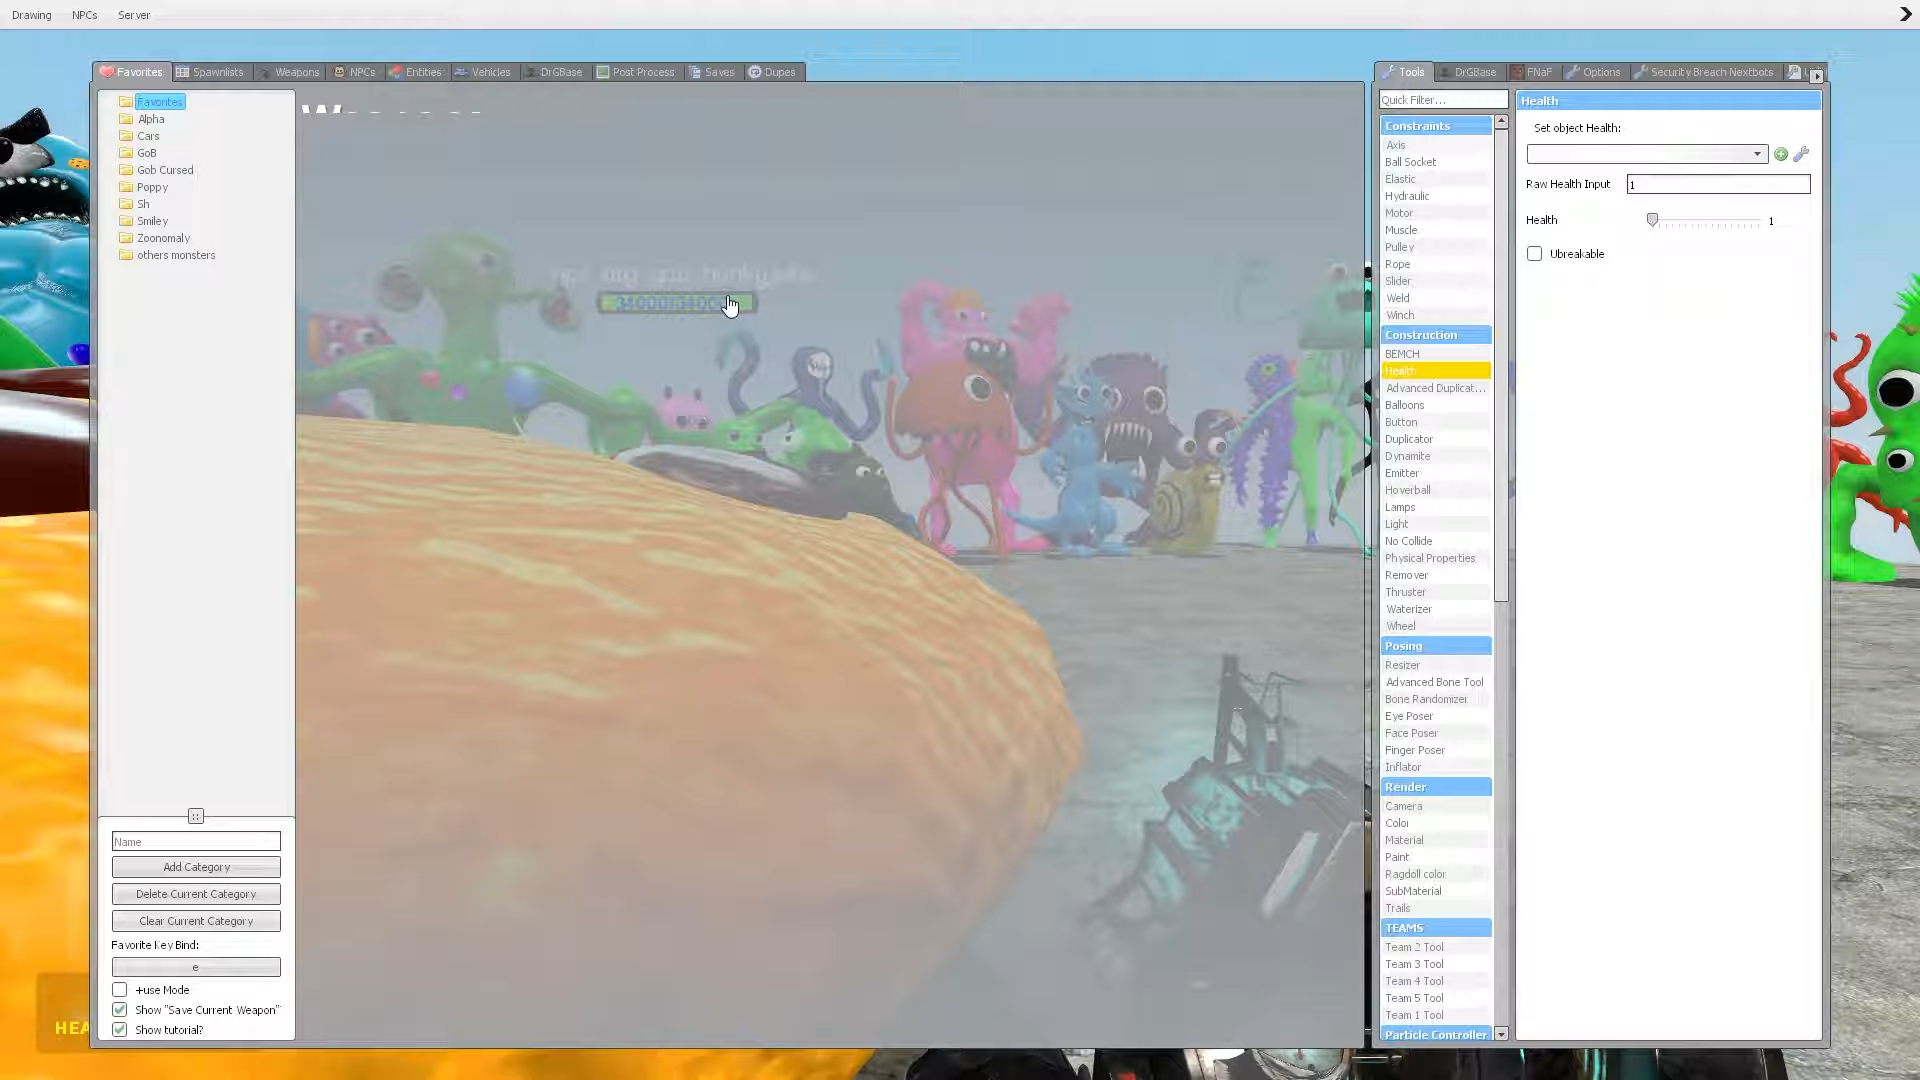 Drawing NPCs Server
Favorites Spawnlists Weapons NPCs Entities Vehicles DrGBase Post Process Saves Dupes
Favorites
Alpha
Cars
GoB
Gob Cursed
Poppy
Sh
Smiley
Zoonomaly
others monsters
Name
Add Category
Delete Current Category
Clear Current Category
Favorite Key Bind:
e
+use Mode
Show "Save Current Weapon"
Show tutorial?
HEA
Tools DrGBase FNaF Options Security Breach Nextbots
Quick Filter...
Constraints
Axis
Ball Socket
Elastic
Hydraulic
Motor
Muscle
Pulley
Rope
Slider
Weld
Winch
Construction
BEMCH
Health
Advanced Duplicat...
Balloons
Button
Duplicator
Dynamite
Emitter
Hoverball
Lamps
Light
No Collide
Physical Properties
Remover
Thruster
Waterizer
Wheel
Posing
Resizer
Advanced Bone Tool
Bone Randomizer
Eye Poser
Face Poser
Finger Poser
Inflator
Render
Camera
Color
Material
Paint
Ragdoll color
SubMaterial
Trails
TEAMS
Team 2 Tool
Team 3 Tool
Team 4 Tool
Team 5 Tool
Team 1 Tool
Particle Controller
Health
Set object Health:
Raw Health Input 1
Health 1
Ubreakable